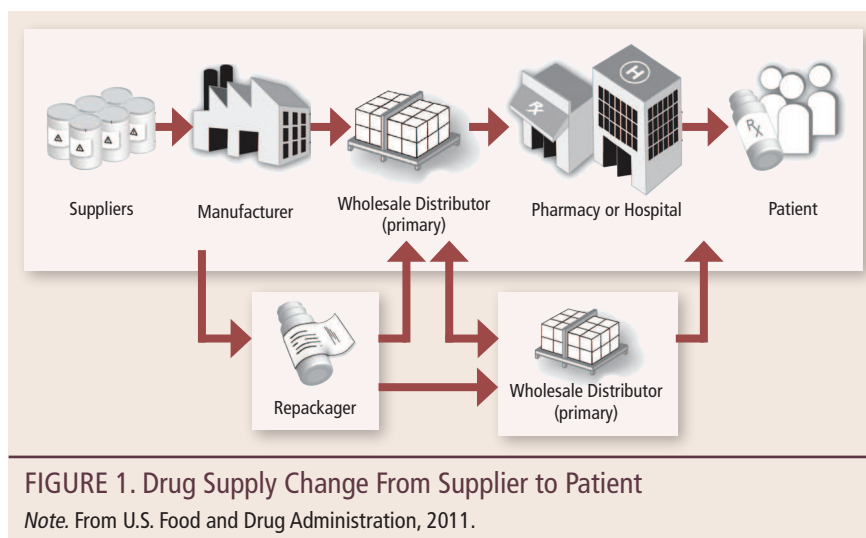 H
RX
RX
Suppliers
Manufacturer
Wholesale Distributor
(primary)
Pharmacy or Hospital
Patient
Repackager
Wholesale Distributor
(primary)
FIGURE 1. Drug Supply Change From Supplier to Patient
Note. From U.S. Food and Drug Administration, 2011.